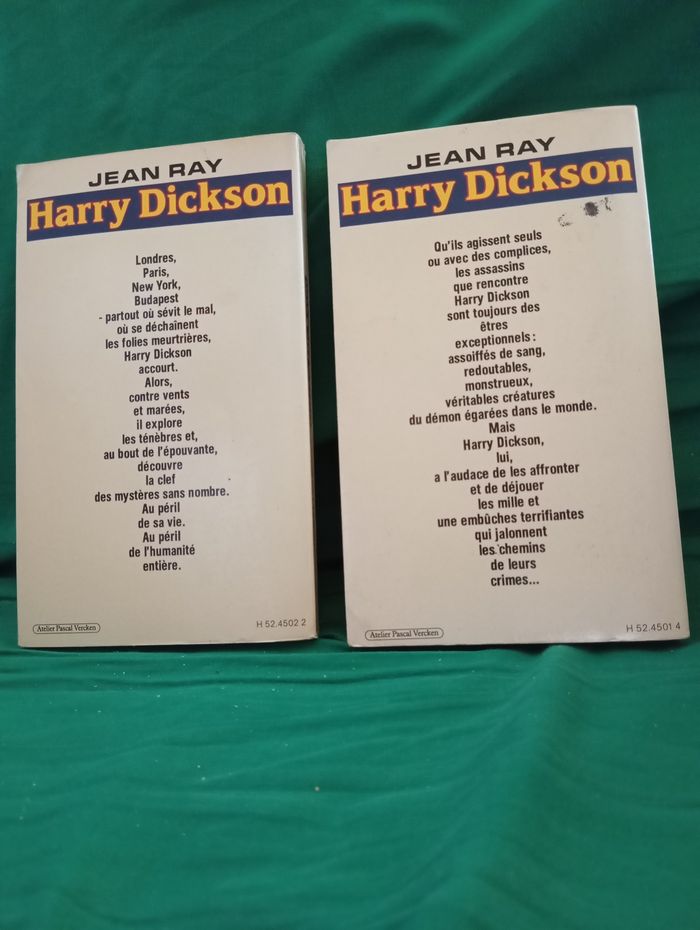 JEAN RAY
Harry Dickson
Londres,
Paris,
New York,
Budapest
- partout où sévit le mal,
où se déchaînent
les folies meurtrières,
Harry Dickson
accourt.
Alors,
contre vents
et marées,
il explore
les ténèbres et,
au bout de l'épouvante,
découvre
la clef
des mystères sans nombre.
Au péril
de sa vie.
Au péril
de l'humanité
entière.
Atelier Pascal Vercken
H 52.4502 2
JEAN RAY
Harry Dickson
Qu'ils agissent seuls
ou avec des complices,
les assassins
que rencontre
Harry Dickson
sont toujours des
êtres
exceptionnels :
assoiffés de sang,
redoutables,
monstrueux,
véritables créatures
du démon égarées dans le monde.
Mais
Harry Dickson,
lui,
a l'audace de les affronter
et de déjouer
les mille et
une embûches terrifiantes
qui jalonnent
les chemins
de leurs
crimes...
Atelier Pascal Vercken
H 52.4501 4